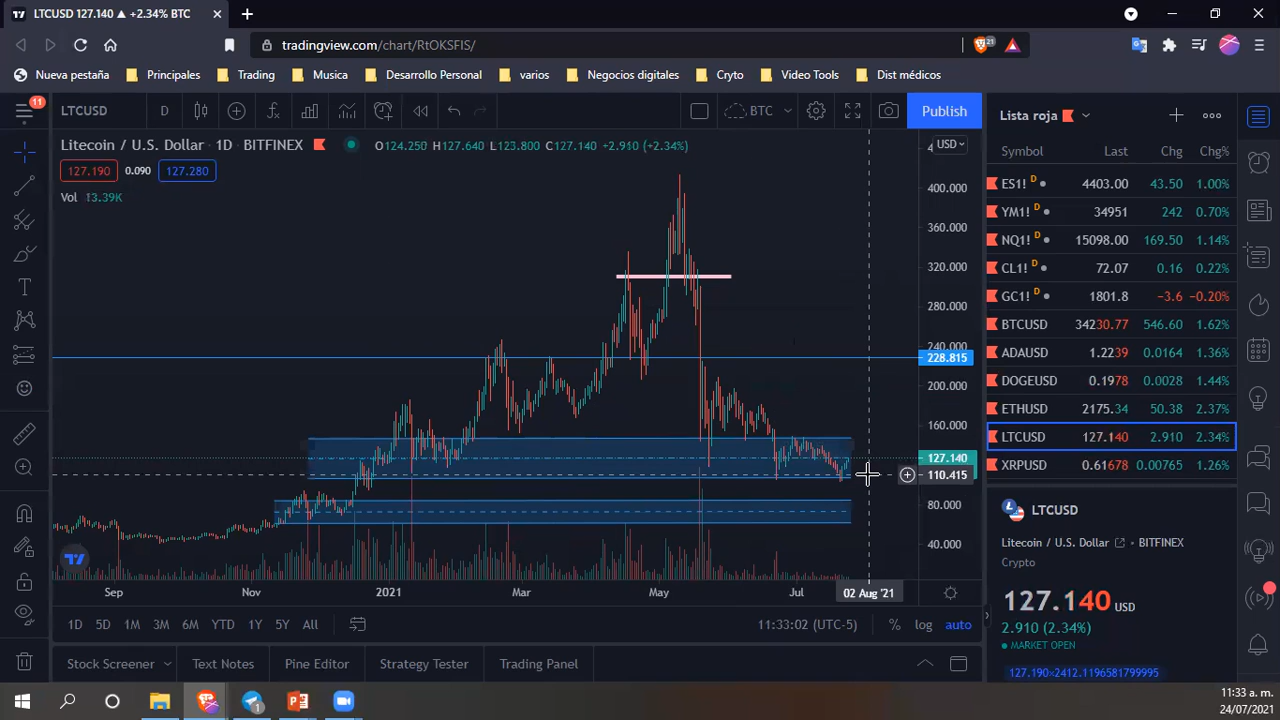 LTCUSD 127.140 ▲ +2.34% BTC
tradingview.com/chart/RtOKSFIS/
21
Nueva pestaña Principales Trading Musica Desarrollo Personal varios Negocios digitales Cryto Video Tools Dist médicos
11 LTCUSD D BTC Publish
Lista roja
Litecoin / U.S. Dollar · 1D · BITFINEX O124.250 H127.640 L123.800 C127.140 +2.910 (+2.34%) USD
Symbol Last Chg Chg%
127.190 0.090 127.280
Vol 13.39K
ES1! D 4403.00 43.50 1.00%
YM1! D 34951 242 0.70%
NQ1! D 15098.00 169.50 1.14%
CL1! D 72.07 0.16 0.22%
GC1! D 1801.8 −3.6 −0.20%
BTCUSD 34230.77 546.60 1.62%
ADAUSD 1.2239 0.0164 1.36%
DOGEUSD 0.1978 0.0028 1.44%
ETHUSD 2175.34 50.38 2.37%
LTCUSD 127.140 2.910 2.34%
XRPUSD 0.61678 0.00765 1.26%
400.000
360.000
320.000
280.000
240.000
228.815
200.000
160.000
127.140
110.415
80.000
40.000
Sep Nov 2021 Mar May Jul 02 Aug '21
LTCUSD
Litecoin / U.S. Dollar • BITFINEX
Crypto
127.140 USD
2.910 (2.34%)
MARKET OPEN
127.190×2412.1196581799995
1D 5D 1M 3M 6M YTD 1Y 5Y All 11:33:02 (UTC-5) % log auto
Stock Screener Text Notes Pine Editor Strategy Tester Trading Panel
1
11:33 a. m.
24/07/2021